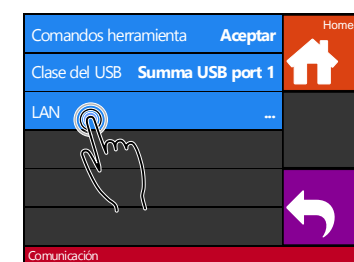 Home
Comandos herramienta Aceptar
Clase del USB Summa USB port 1
LAN ...
Comunicación